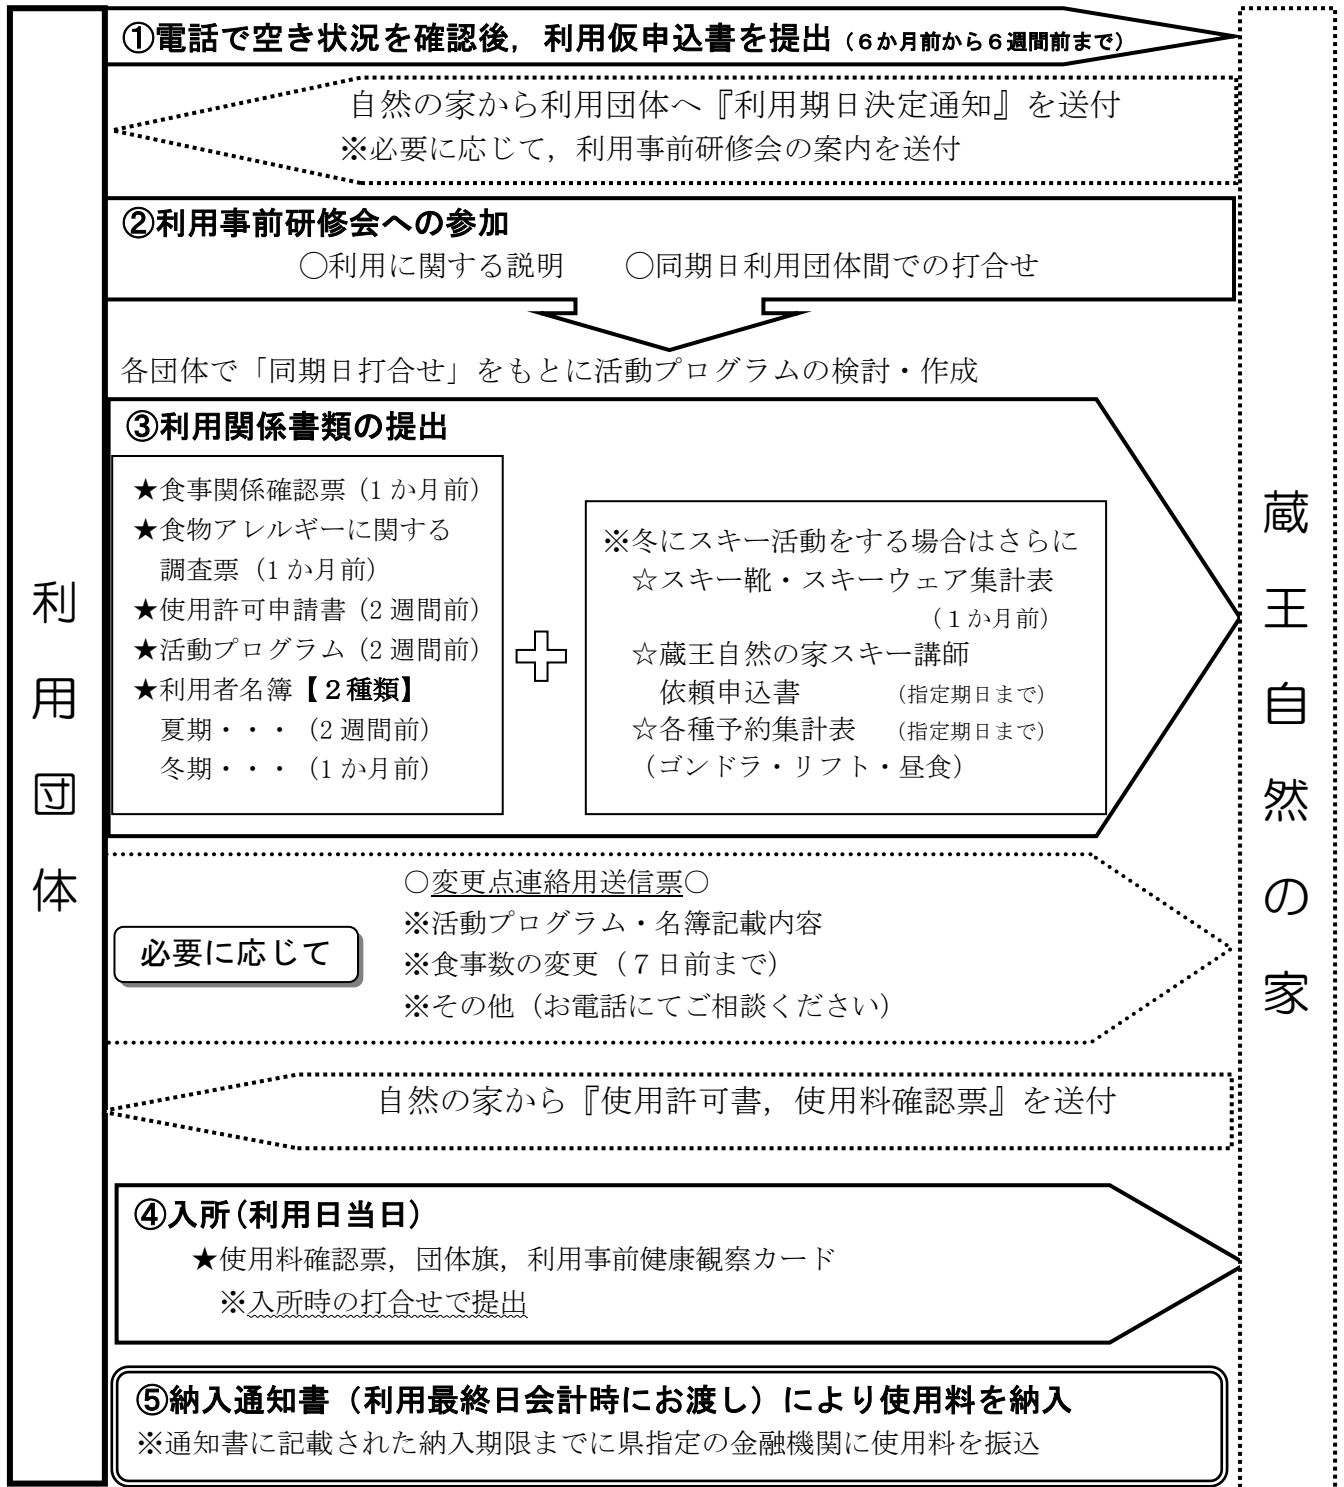 ①電話で空き状況を確認後，利用仮申込書を提出（６か月前から６週間前まで）
自然の家から利用団体へ『利用期日決定通知』を送付
※必要に応じて，利用事前研修会の案内を送付
②利用事前研修会への参加
○利用に関する説明　　○同期日利用団体間での打合せ
各団体で「同期日打合せ」をもとに活動プログラムの検討・作成
③利用関係書類の提出
★食事関係確認票（1 か月前）
★食物アレルギーに関する
調査票（1 か月前）
★使用許可申請書（2 週間前）
★活動プログラム（2 週間前）
★利用者名簿【２種類】
夏期・・・（2 週間前）
冬期・・・（1 か月前）
※冬にスキー活動をする場合はさらに
☆スキー靴・スキーウェア集計表
（１か月前）
☆蔵王自然の家スキー講師
依頼申込書　（指定期日まで）
☆各種予約集計表　（指定期日まで）
（ゴンドラ・リフト・昼食）
○変更点連絡用送信票○
※活動プログラム・名簿記載内容
必要に応じて
※食事数の変更（７日前まで）
※その他（お電話にてご相談ください）
自然の家から『使用許可書，使用料確認票』を送付
④入所（利用日当日）
★使用料確認票，団体旗，利用事前健康観察カード
※入所時の打合せで提出
⑤納入通知書（利用最終日会計時にお渡し）により使用料を納入
※通知書に記載された納入期限までに県指定の金融機関に使用料を振込
利用団体
蔵王自然の家